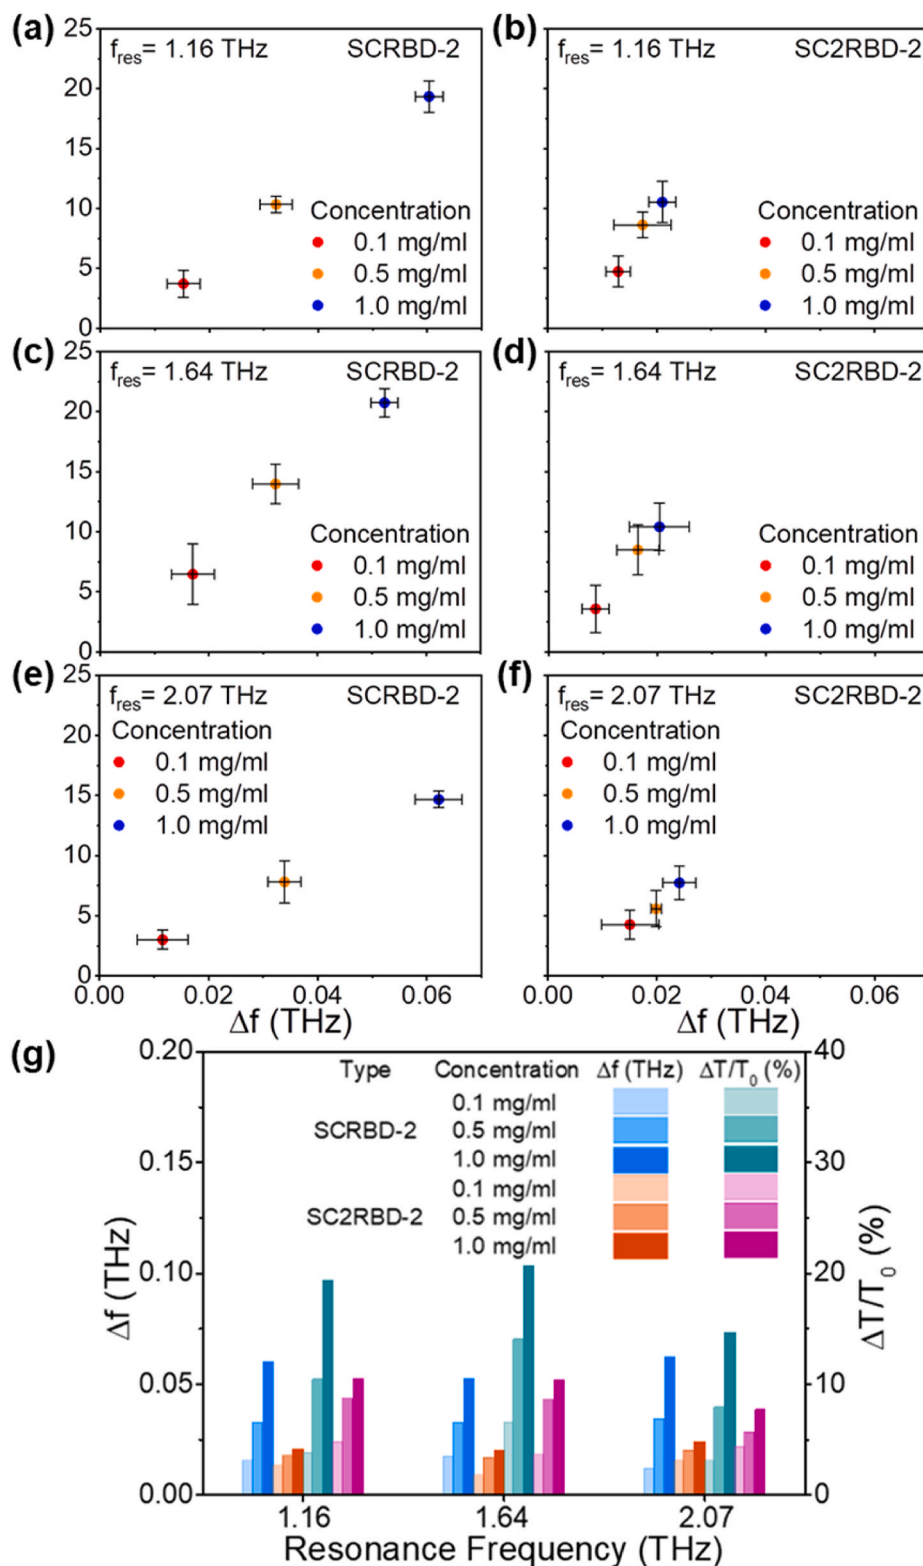 (a)
f_res= 1.16 THz
SCRBD-2
Concentration
0.1 mg/ml
0.5 mg/ml
1.0 mg/ml
25
20
15
10
5
0
(b)
f_res= 1.16 THz
SC2RBD-2
Concentration
0.1 mg/ml
0.5 mg/ml
1.0 mg/ml
(c)
f_res= 1.64 THz
SCRBD-2
Concentration
0.1 mg/ml
0.5 mg/ml
1.0 mg/ml
25
20
15
10
5
0
(d)
f_res= 1.64 THz
SC2RBD-2
Concentration
0.1 mg/ml
0.5 mg/ml
1.0 mg/ml
(e)
f_res= 2.07 THz
SCRBD-2
Concentration
0.1 mg/ml
0.5 mg/ml
1.0 mg/ml
25
20
15
10
5
0
0.00 0.02 0.04 0.06
Δf (THz)
(f)
f_res= 2.07 THz
SC2RBD-2
Concentration
0.1 mg/ml
0.5 mg/ml
1.0 mg/ml
0.00 0.02 0.04 0.06
Δf (THz)
(g)
Type Concentration Δf (THz) ΔT/T_0 (%)
0.1 mg/ml
SCRBD-2 0.5 mg/ml
1.0 mg/ml
0.1 mg/ml
SC2RBD-2 0.5 mg/ml
1.0 mg/ml
0.20
0.15
0.10
0.05
0.00
Δf (THz)
40
30
20
10
0
ΔT/T_0 (%)
1.16 1.64 2.07
Resonance Frequency (THz)